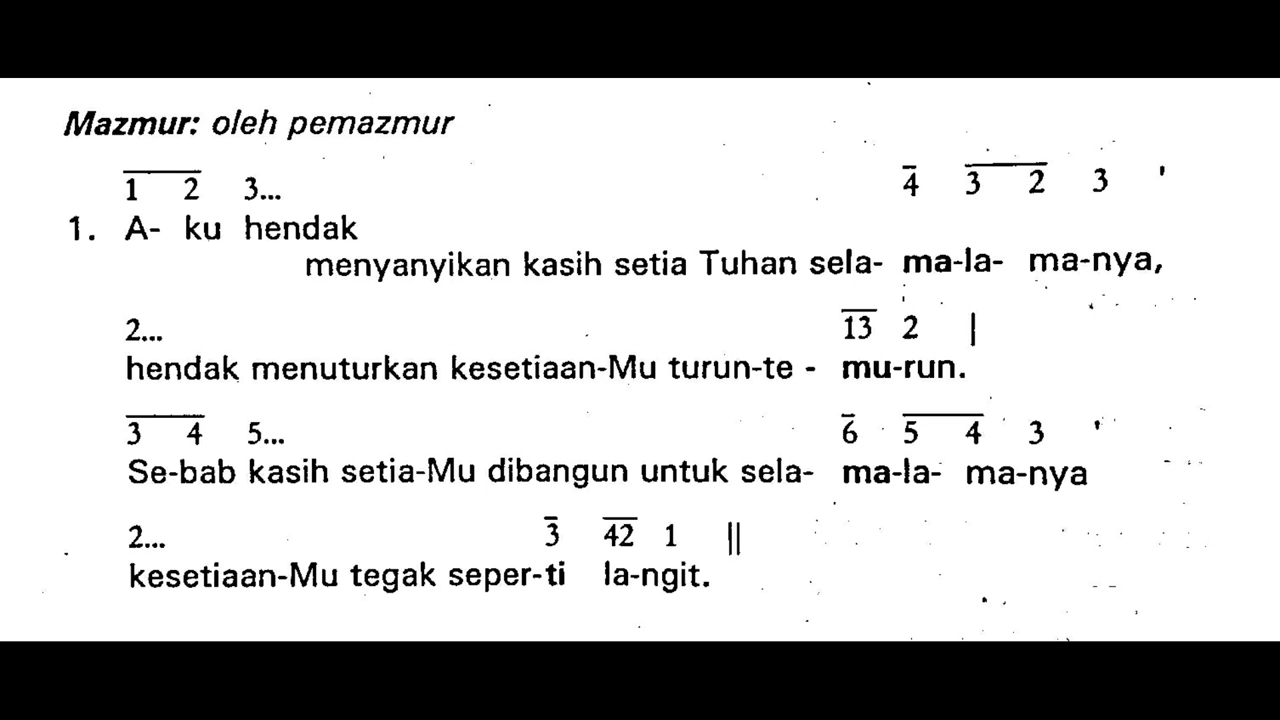 Mazmur: oleh pemazmur
1 2 3... 4 3 2 3 '
1. A- ku hendak
menyanyikan kasih setia Tuhan sela- ma-la- ma-nya,
2... 13 2 |
hendak menuturkan kesetiaan-Mu turun-te - mu-run.
3 4 5... 6 5 4 3 '
Se-bab kasih setia-Mu dibangun untuk sela- ma-la- ma-nya
2... 3 42 1 ||
kesetiaan-Mu tegak seper-ti la-ngit.